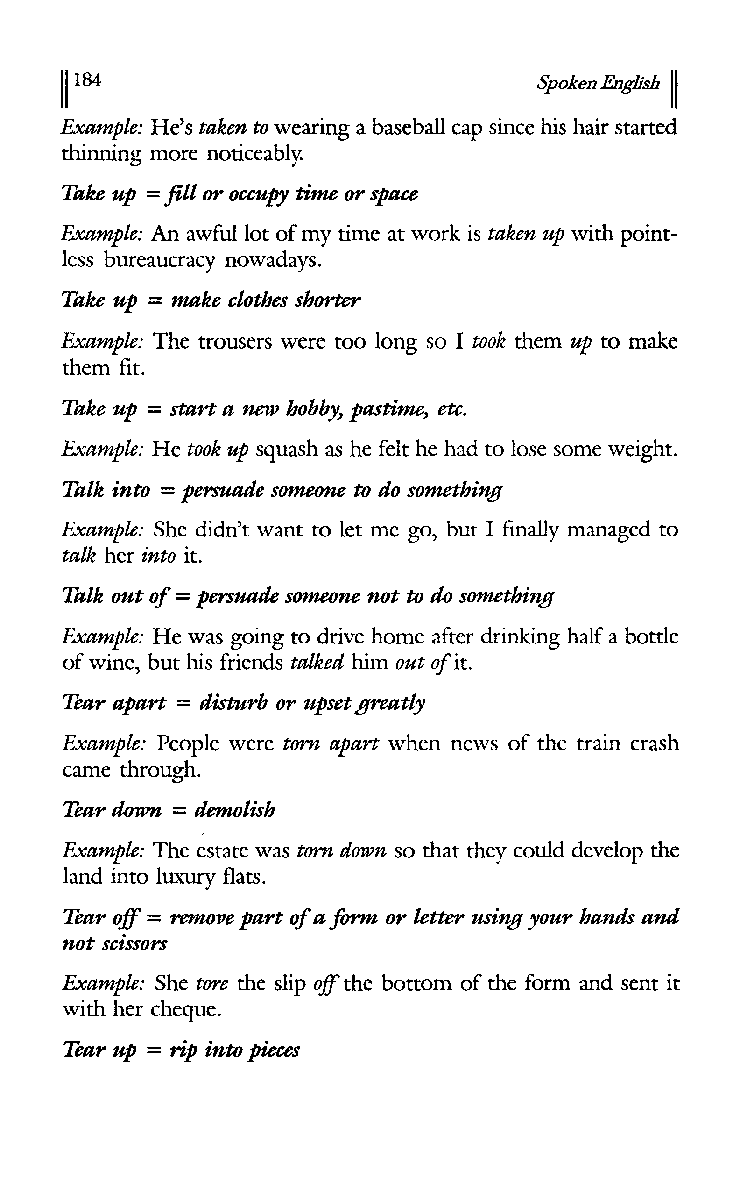 184 Spoken English
Example: He's taken to wearing a baseball cap since his hair started
thinning more noticeably.
Take up = fill or occupy time or space
Example: An awful lot of my time at work is taken up with point-
less bureaucracy nowadays.
Take up = make clothes shorter
Example: The trousers were too long so I took them up to make
them fit.
Take up = start a new hobby, pastime, etc.
Example: He took up squash as he felt he had to lose some weight.
Talk into = persuade someone to do something
Example: She didn't want to let me go, but I finally managed to
talk her into it.
Talk out of = persuade someone not to do something
Example: He was going to drive home after drinking half a bottle
of wine, but his friends talked him out of it.
Tear apart = disturb or upset greatly
Example: People were torn apart when news of the train crash
came through.
Tear down = demolish
Example: The estate was torn down so that they could develop the
land into luxury flats.
Tear off = remove part of a form or letter using your hands and
not scissors
Example: She tore the slip off the bottom of the form and sent it
with her cheque.
Tear up = rip into pieces